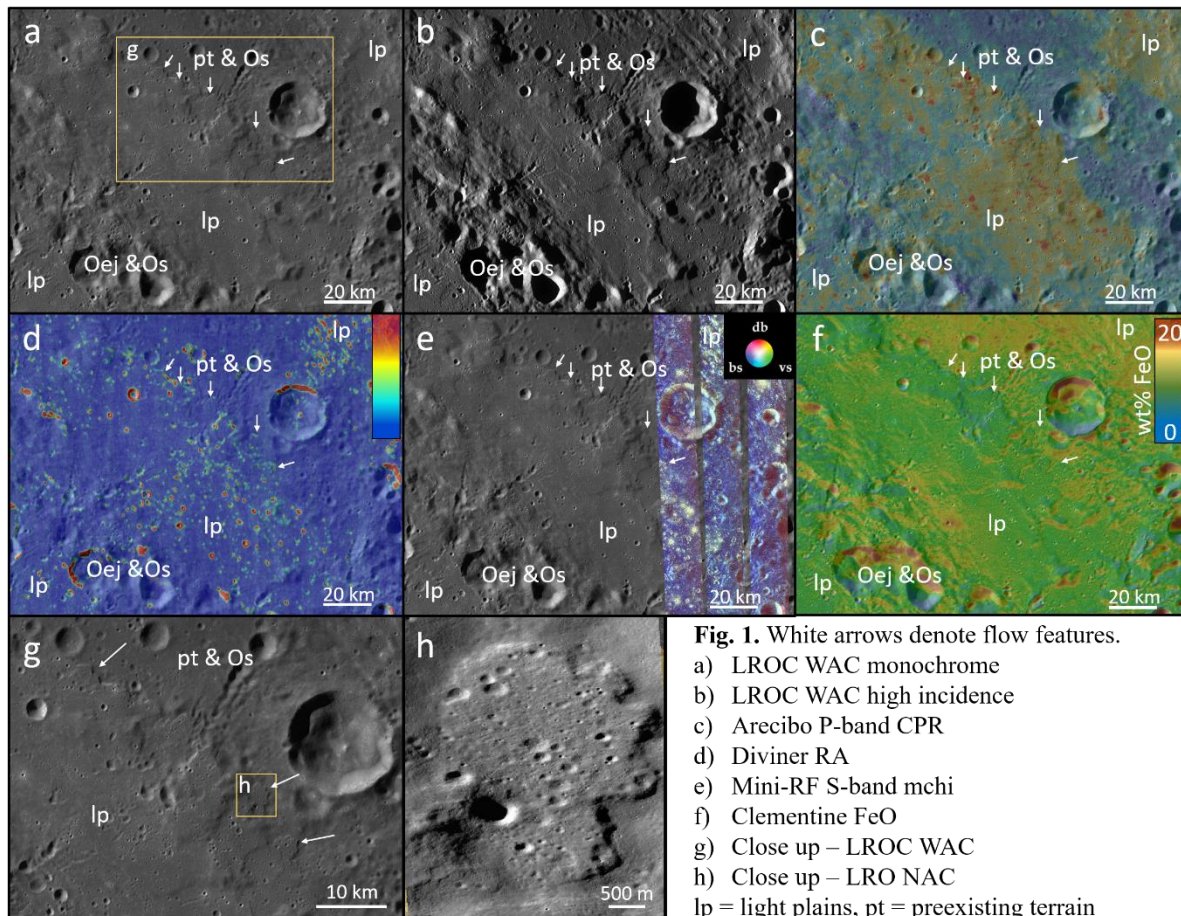 a
g
pt & Os
lp
lp
Oej &Os
lp
20 km
b
pt & Os
lp
lp
Oej &Os
lp
20 km
c
pt & Os
lp
lp
Oej &Os
lp
20 km
d
pt & Os
lp
lp
Oej &Os
lp
20 km
e
pt & Os
lp
db
bs
vs
lp
Oej &Os
lp
20 km
f
pt & Os
lp
20
wt% FeO
0
lp
Oej &Os
lp
20 km
g
pt & Os
h
lp
10 km
h
500 m
Fig. 1. White arrows denote flow features.
a) LROC WAC monochrome
b) LROC WAC high incidence
c) Arecibo P-band CPR
d) Diviner RA
e) Mini-RF S-band mchi
f) Clementine FeO
g) Close up – LROC WAC
h) Close up – LRO NAC
lp = light plains, pt = preexisting terrain